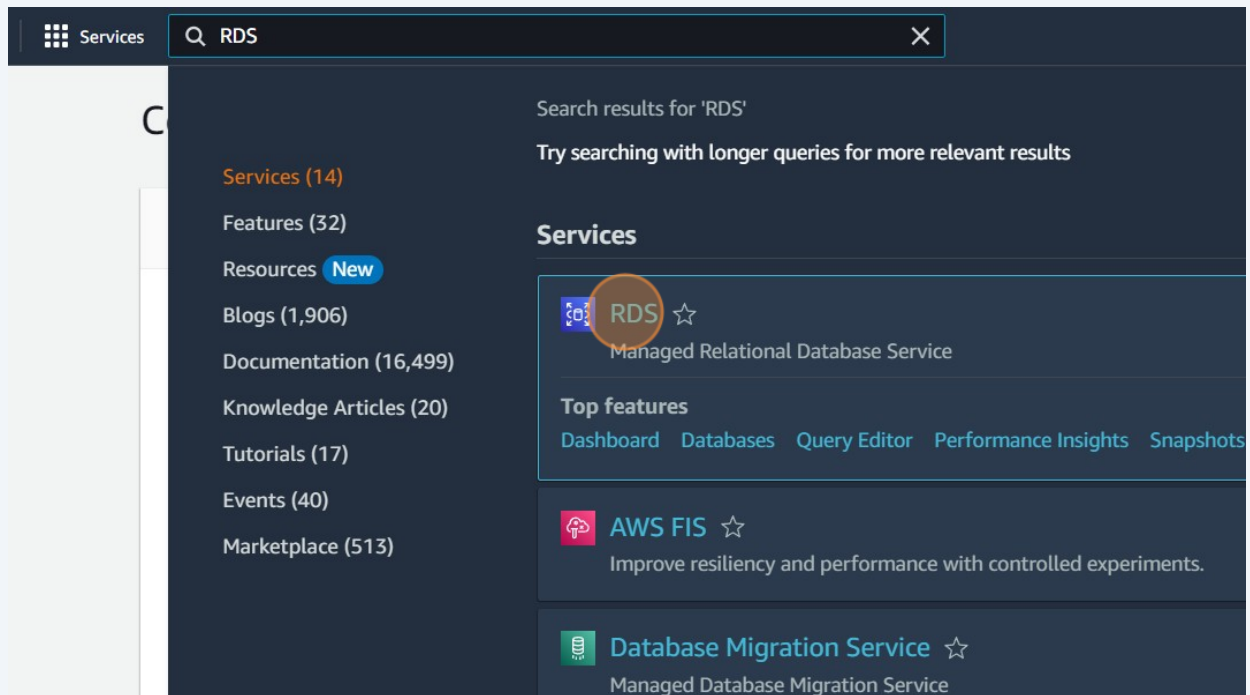 Services
RDS
Search results for 'RDS'
Try searching with longer queries for more relevant results
Services (14)
Features (32)
Resources New
Blogs (1,906)
Documentation (16,499)
Knowledge Articles (20)
Tutorials (17)
Events (40)
Marketplace (513)
Services
RDS
Managed Relational Database Service
Top features
Dashboard Databases Query Editor Performance Insights Snapshots
AWS FIS
Improve resiliency and performance with controlled experiments.
Database Migration Service
Managed Database Migration Service